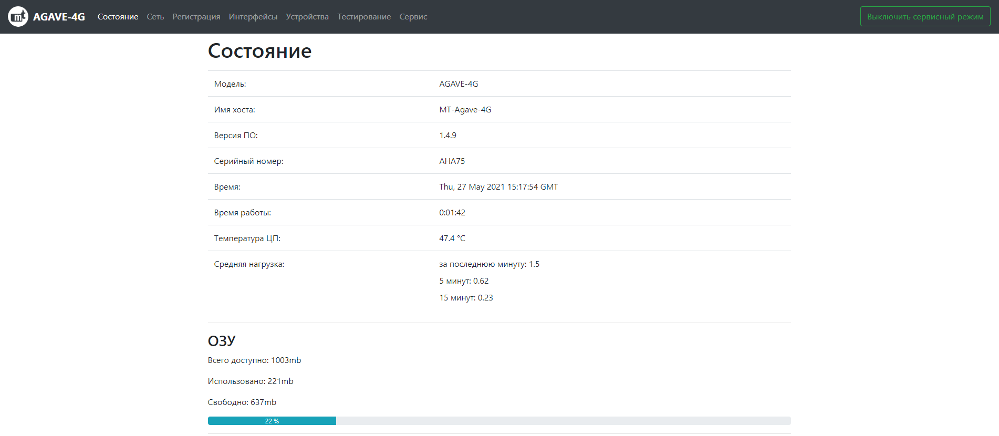 mt AGAVE-4G Состояние Сеть Регистрация Интерфейсы Устройства Тестирование Сервис Выключить сервисный режим
Состояние
Модель: AGAVE-4G
Имя хоста: MT-Agave-4G
Версия ПО: 1.4.9
Серийный номер: AHA75
Время: Thu, 27 May 2021 15:17:54 GMT
Время работы: 0:01:42
Температура ЦП: 47.4 °C
Средняя нагрузка: за последнюю минуту: 1.5
5 минут: 0.62
15 минут: 0.23
ОЗУ
Всего доступно: 1003mb
Использовано: 221mb
Свободно: 637mb
22 %